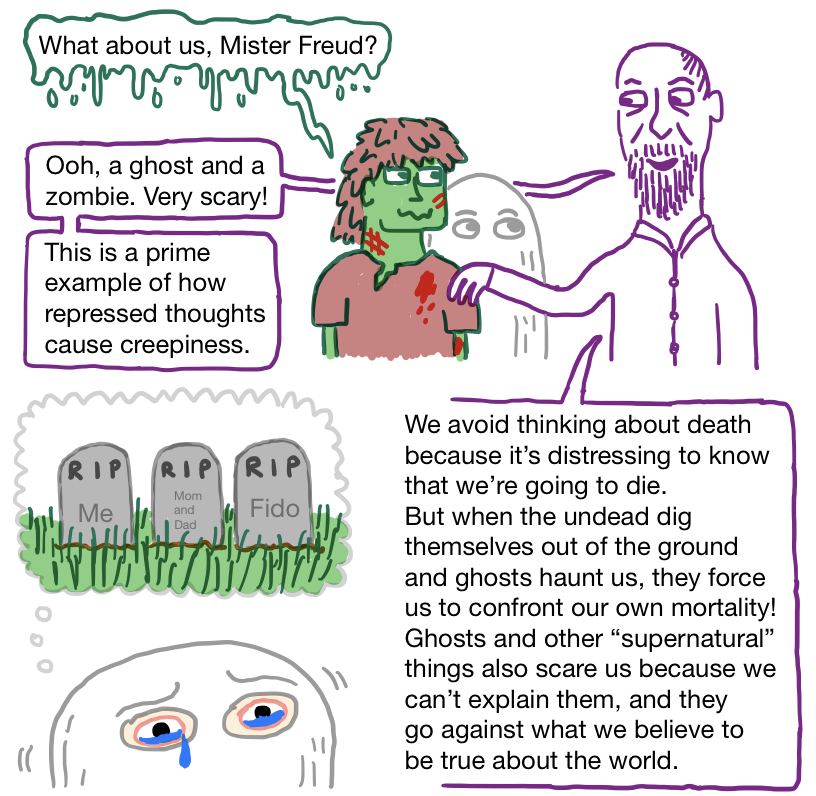 What about us, Mister Freud?
Ooh, a ghost and a
zombie. Very scary!
This is a prime
example of how
repressed thoughts
cause creepiness.
RIP
Me
RIP
Mom
and
Dad
RIP
Fido
We avoid thinking about death
because it’s distressing to know
that we’re going to die.
But when the undead dig
themselves out of the ground
and ghosts haunt us, they force
us to confront our own mortality!
Ghosts and other “supernatural”
things also scare us because we
can’t explain them, and they
go against what we believe to
be true about the world.